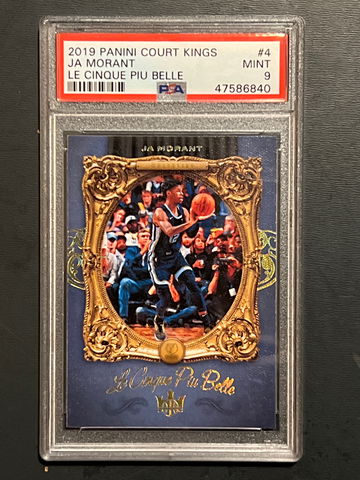 2019 PANINI COURT KINGS #4
JA MORANT MINT
LE CINQUE PIU BELLE 9
PSA 47586840
JA MORANT
12
Le Cinque Piu Belle